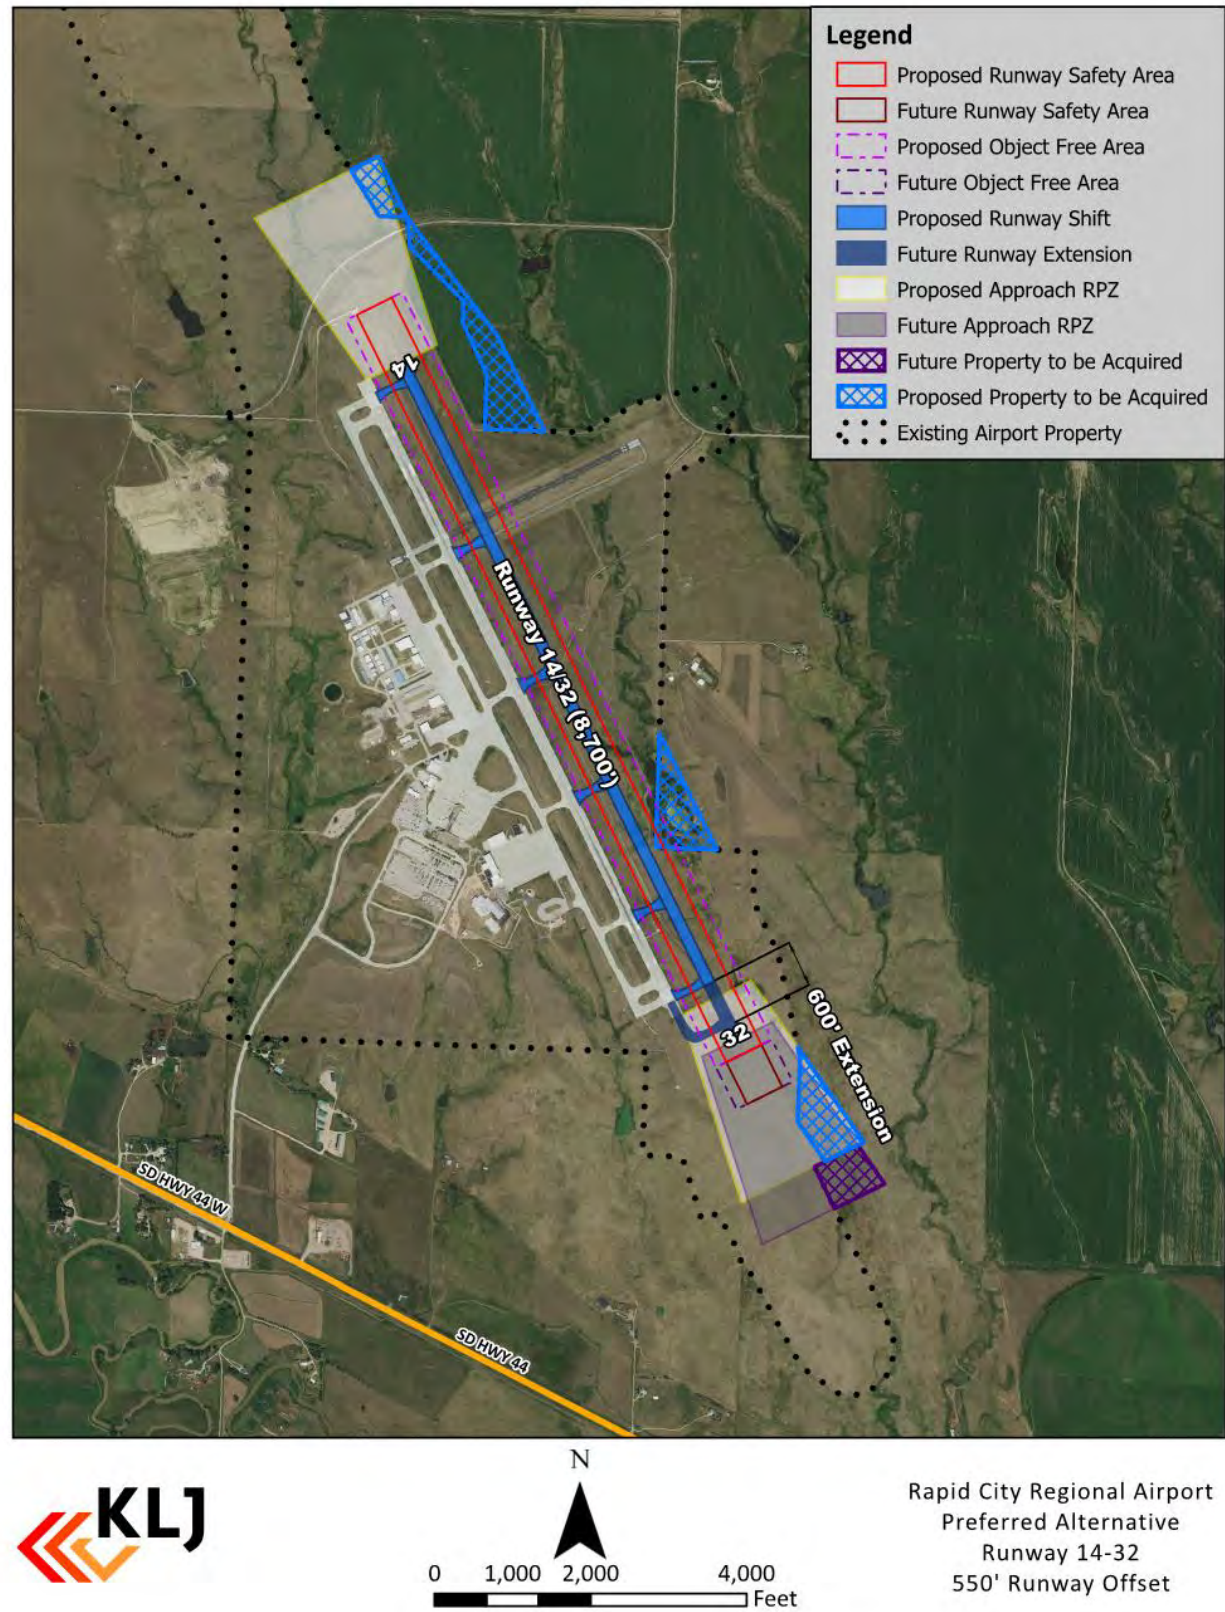 Legend
Proposed Runway Safety Area
Future Runway Safety Area
Proposed Object Free Area
Future Object Free Area
Proposed Runway Shift
Future Runway Extension
Proposed Approach RPZ
Future Approach RPZ
Future Property to be Acquired
Proposed Property to be Acquired
Existing Airport Property
14
Runway 14/32 (8,700')
32
600' Extension
SD HWY 44 W
SD HWY 44
KLJ
N
0 1,000 2,000 4,000
Feet
Rapid City Regional Airport
Preferred Alternative
Runway 14-32
550' Runway Offset